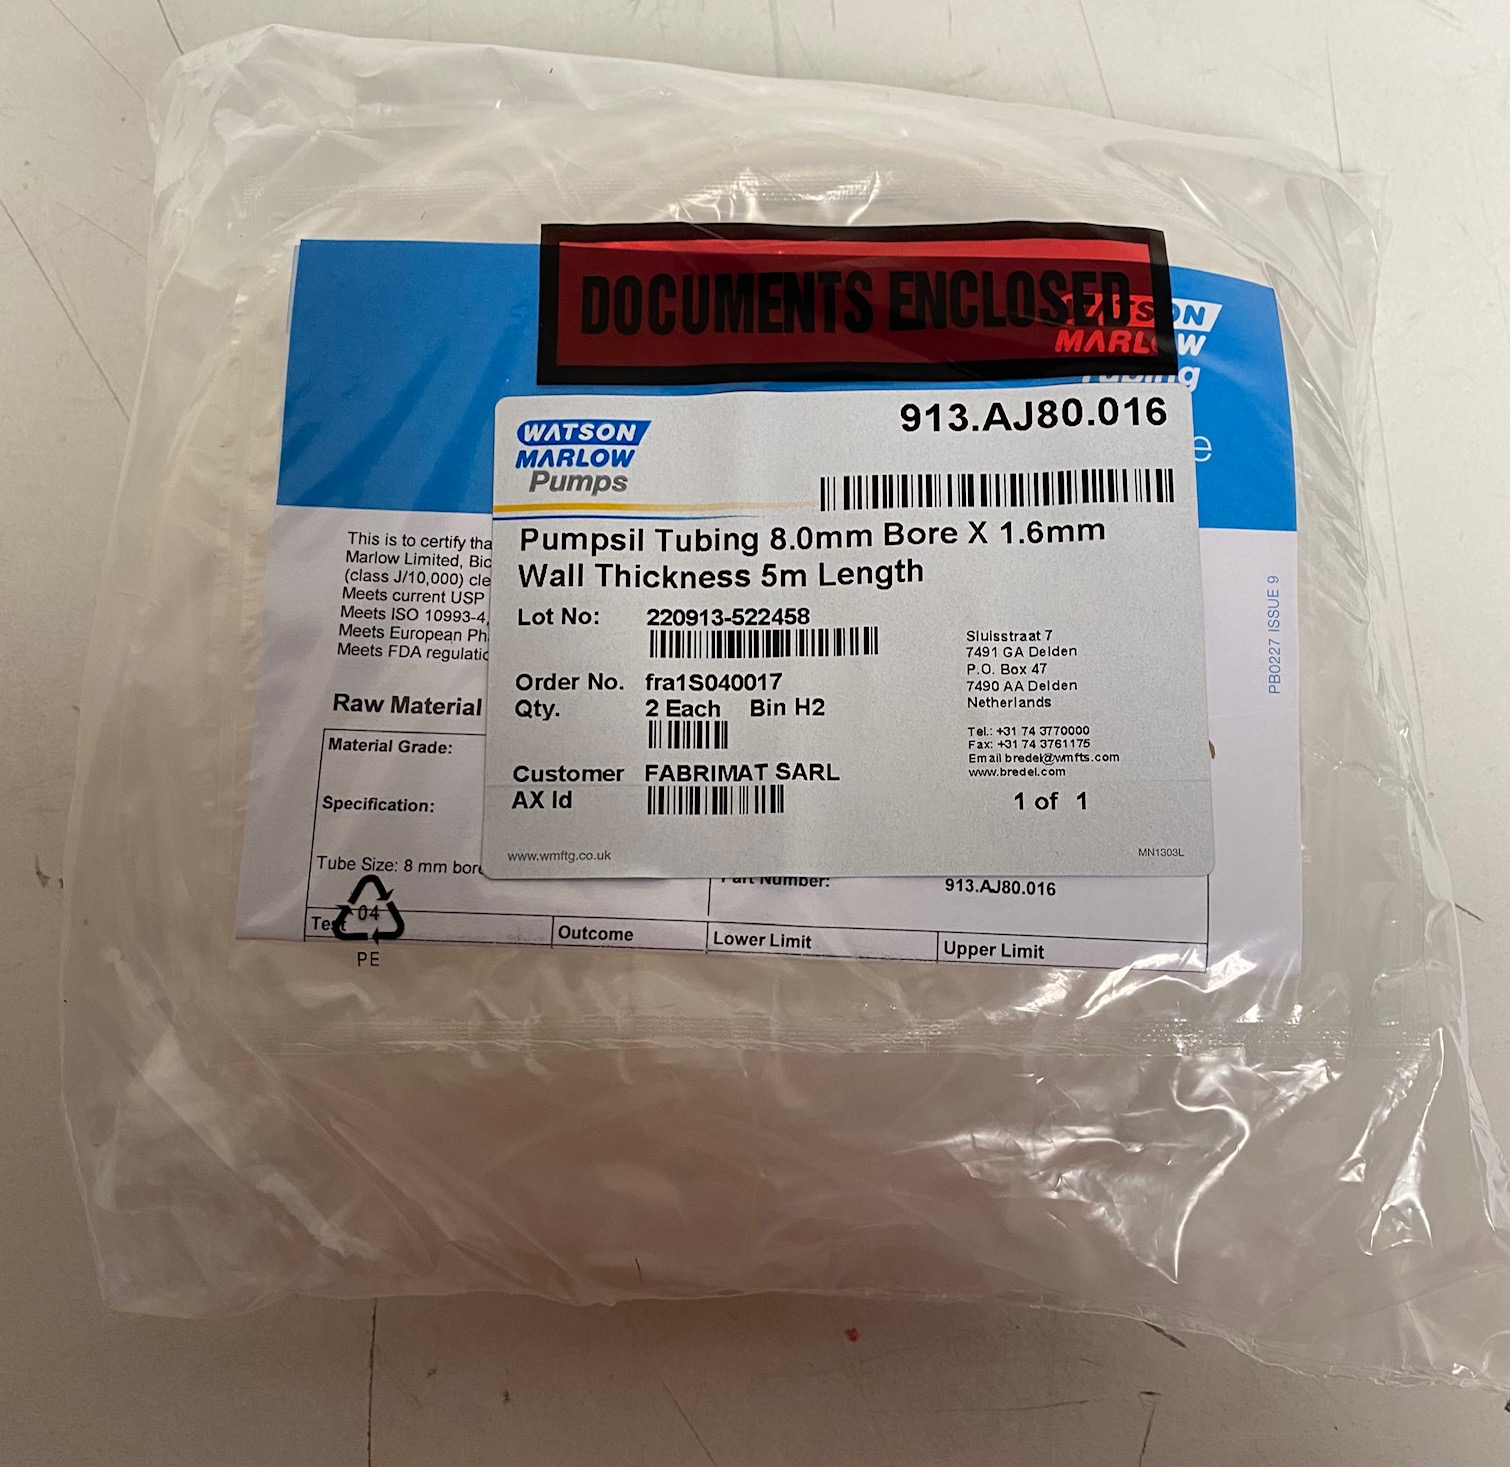 DOCUMENTS ENCLOSED
WATSON
MARLOW
Tubing
WATSON
MARLOW
Pumps
913.AJ80.016
Pumpsil Tubing 8.0mm Bore X 1.6mm
Wall Thickness 5m Length
Lot No: 220913-522458
Order No. fra1S040017
Qty. 2 Each Bin H2
Customer FABRIMAT SARL
AX Id
Sluisstraat 7
7491 GA Delden
P.O. Box 47
7490 AA Delden
Netherlands
Tel.: +31 74 3770000
Fax: +31 74 3761175
Email bredel@wmfts.com
www.bredel.com
1 of 1
www.wmftg.co.uk
MN1303L
This is to certify tha
Marlow Limited, Bio
(class J/10,000) cle
Meets current USP
Meets ISO 10993-4,
Meets European Ph
Meets FDA regulatio
Raw Material
Material Grade:
Specification:
Tube Size: 8 mm bore
Part Number: 913.AJ80.016
Test
Outcome
Lower Limit
Upper Limit
04
PE
PB0227 ISSUE 9